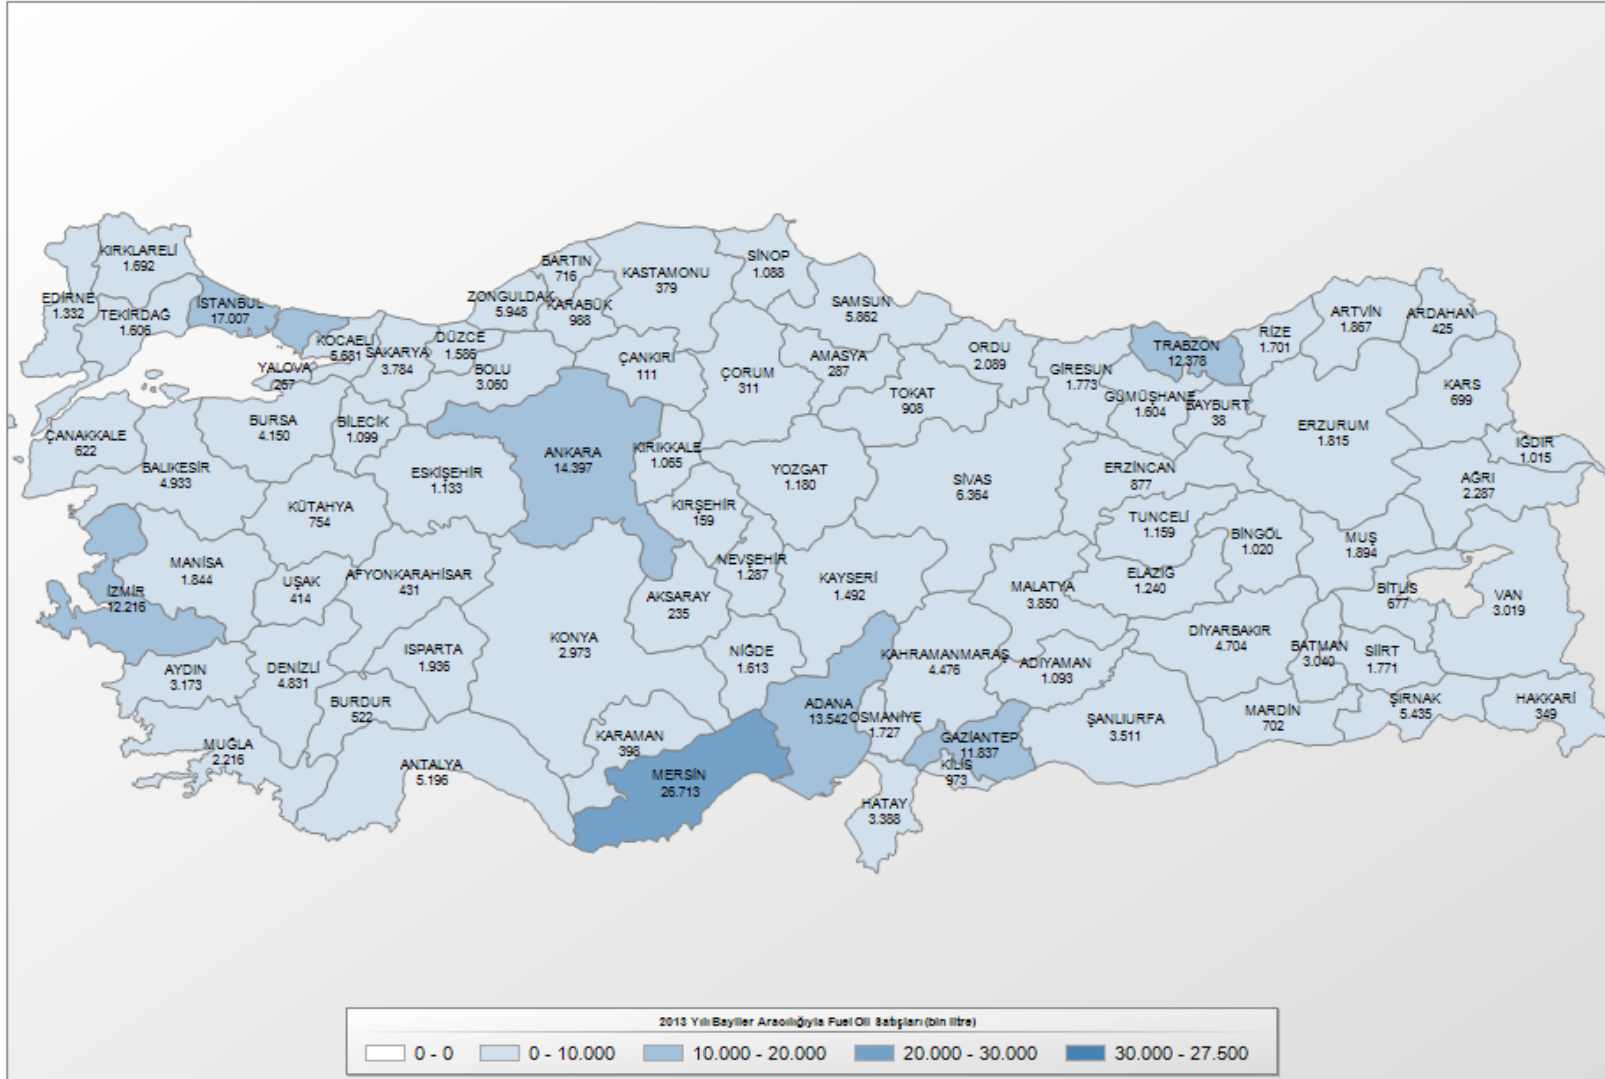 KIRKLARELİ
1.692
EDİRNE
1.332
TEKİRDAĞ
1.606
İSTANBUL
17.007
KOCAELİ
5.681
YALOVA
267
SAKARYA
3.784
DÜZCE
1.586
ZONGULDAK
5.948
BARTIN
716
KARABÜK
988
KASTAMONU
379
SİNOP
1.088
SAMSUN
5.862
BOLU
3.060
ÇANKIRI
111
ÇORUM
311
AMASYA
287
TOKAT
908
ORDU
2.089
GİRESUN
1.773
TRABZON
12.378
GÜMÜŞHANE
1.604
BAYBURT
38
RİZE
1.701
ARTVİN
1.867
ARDAHAN
425
KARS
699
IĞDIR
1.015
AĞRI
2.287
ERZURUM
1.815
ERZİNCAN
877
ÇANAKKALE
622
BALIKESİR
4.933
BURSA
4.150
BİLECİK
1.099
ESKİŞEHİR
1.133
KÜTAHYA
754
ANKARA
14.397
KIRIKKALE
1.065
KIRŞEHİR
159
YOZGAT
1.180
SİVAS
6.364
TUNCELİ
1.159
BİNGÖL
1.020
MUŞ
1.894
BİTLİS
677
VAN
3.019
İZMİR
12.216
MANİSA
1.844
UŞAK
414
AFYONKARAHİSAR
431
KONYA
2.973
AKSARAY
235
NEVŞEHİR
1.287
KAYSERİ
1.492
MALATYA
3.850
ELAZIĞ
1.240
DİYARBAKIR
4.704
BATMAN
3.040
SİİRT
1.771
ŞIRNAK
5.435
HAKKARİ
349
AYDIN
3.173
DENİZLİ
4.831
ISPARTA
1.936
BURDUR
522
MUĞLA
2.216
ANTALYA
5.196
KARAMAN
398
NİĞDE
1.613
MERSİN
26.713
ADANA
13.542
OSMANİYE
1.727
KAHRAMANMARAŞ
4.476
ADIYAMAN
1.093
GAZİANTEP
11.837
KİLİS
973
HATAY
3.388
ŞANLIURFA
3.511
MARDİN
702
2013 Yılı Bayiler Aracılığıyla Fuel Oil Satışları (bin litre)
0 - 0
0 - 10.000
10.000 - 20.000
20.000 - 30.000
30.000 - 27.500